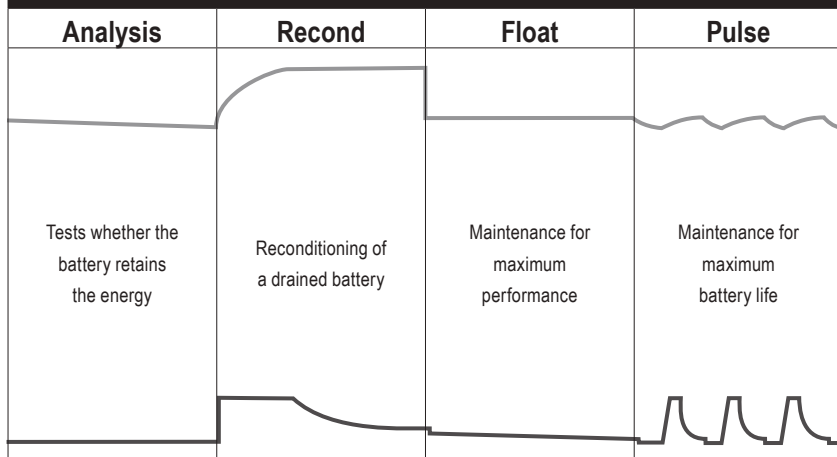 Analysis
Recond
Float
Pulse
Tests whether the
battery retains
the energy
Reconditioning of
a drained battery
Maintenance for
maximum
performance
Maintenance for
maximum
battery life